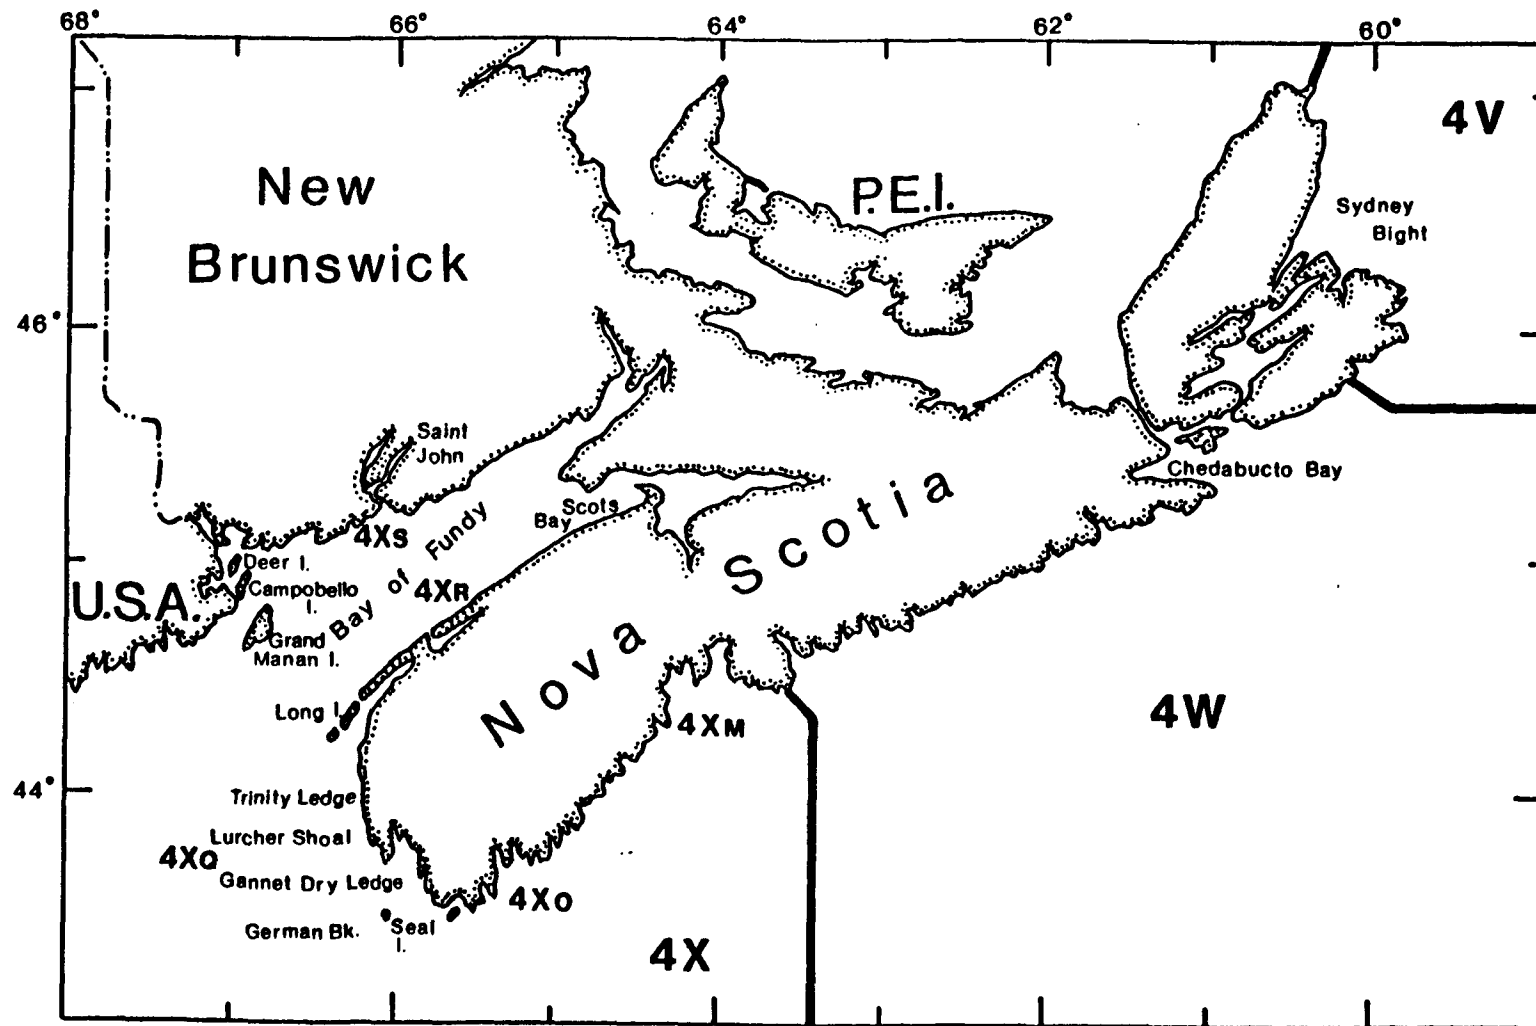 68°
66°
64°
62°
60°
4V
New
Brunswick
P.E.I.
Sydney
Bight
46°
Saint
John
Chedabucto Bay
Scots
Bay
4Xs
Bay of Fundy
4XR
Deer I.
Campobello
I.
U.S.A.
Grand
Manan I.
Nova Scotia
Long I.
4XM
4W
44°
Trinity Ledge
Lurcher Shoal
4XQ
Gannet Dry Ledge
4XO
German Bk.
Seal
I.
4X